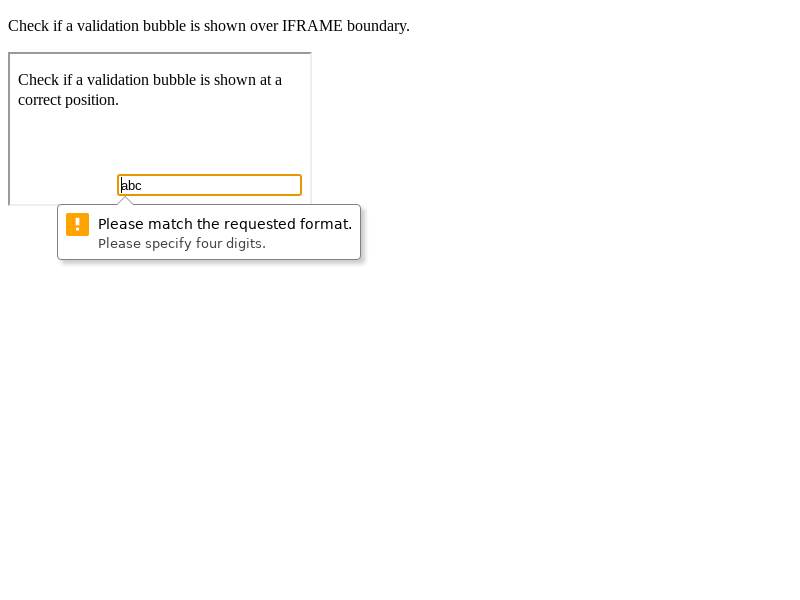 Check if a validation bubble is shown over IFRAME boundary.
Check if a validation bubble is shown at a
correct position.
abc
Please match the requested format.
Please specify four digits.